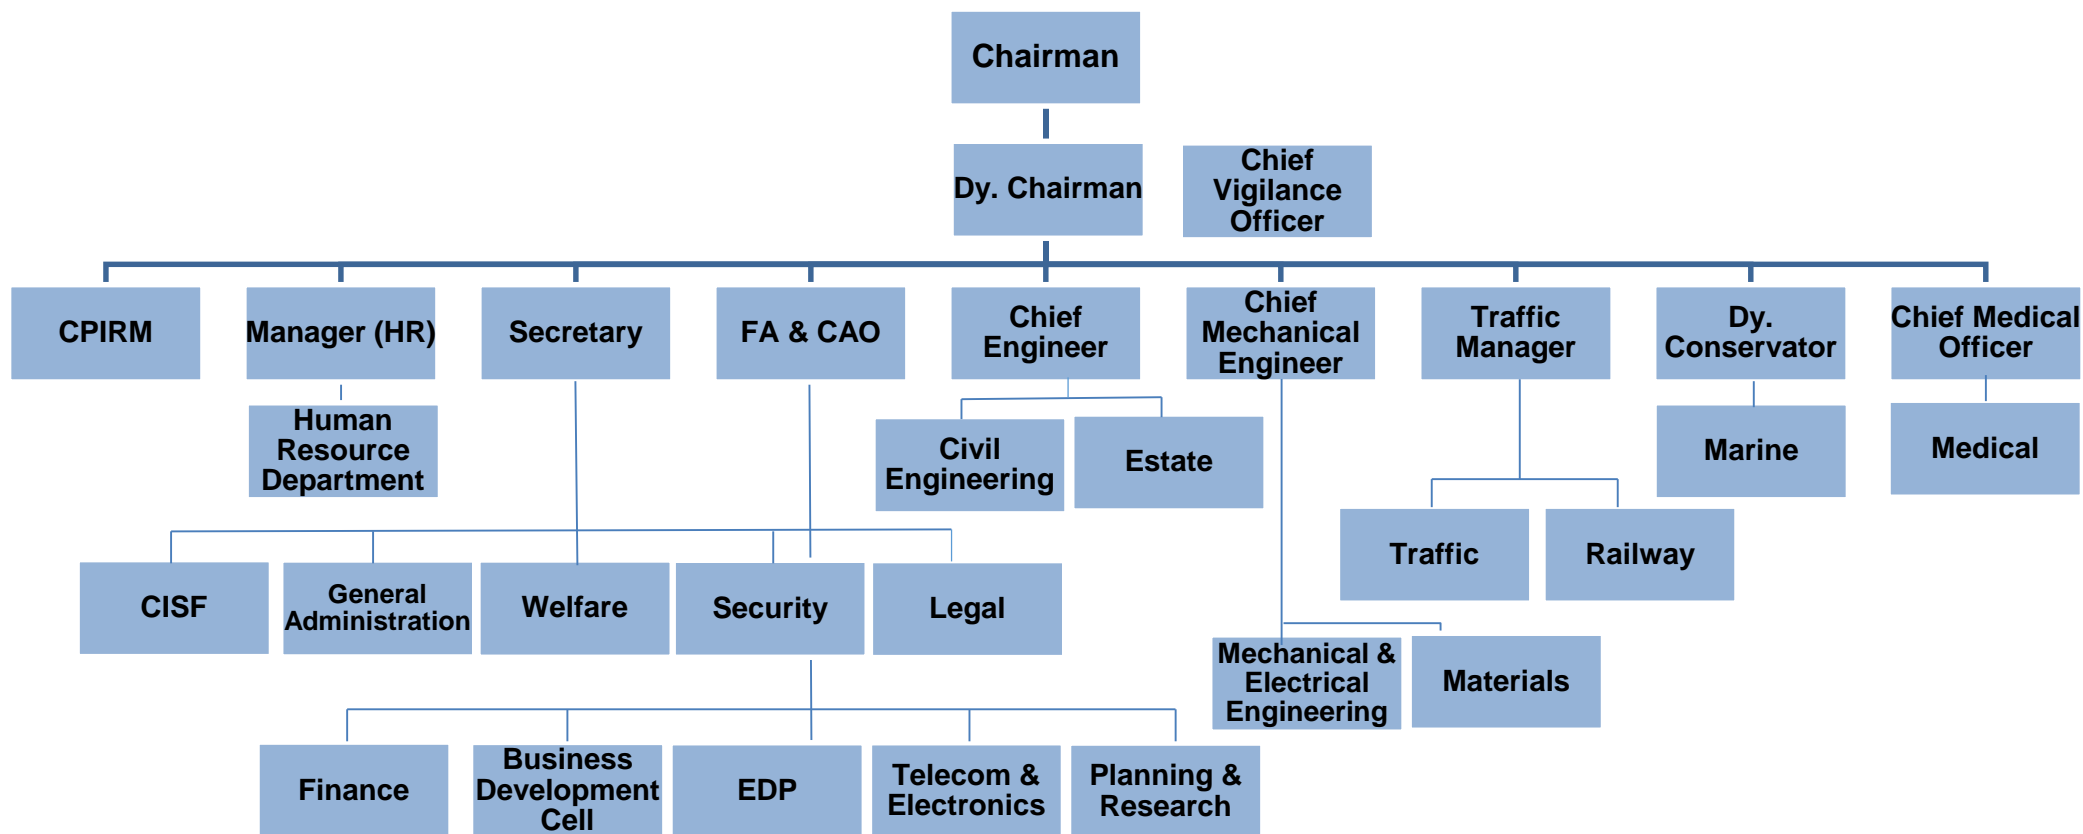 Chairman
Dy. Chairman
Chief
Vigilance
Officer
CPIRM
Manager (HR)
Secretary
FA & CAO
Chief
Engineer
Chief
Mechanical
Engineer
Traffic
Manager
Dy.
Conservator
Chief Medical
Officer
Human
Resource
Department
Civil
Engineering
Estate
Marine
Medical
Traffic
Railway
CISF
General
Administration
Welfare
Security
Legal
Mechanical &
Electrical
Engineering
Materials
Finance
Business
Development
Cell
EDP
Telecom &
Electronics
Planning &
Research